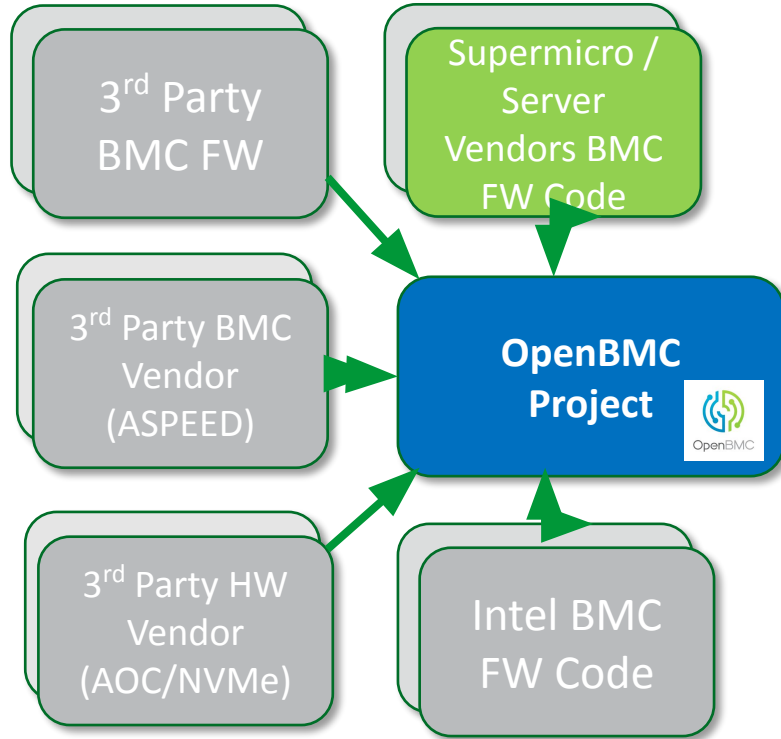 3rd Party
BMC FW
Supermicro /
Server
Vendors BMC
FW Code
3rd Party BMC
Vendor
(ASPEED)
OpenBMC
Project
OpenBMC
3rd Party HW
Vendor
(AOC/NVMe)
Intel BMC
FW Code